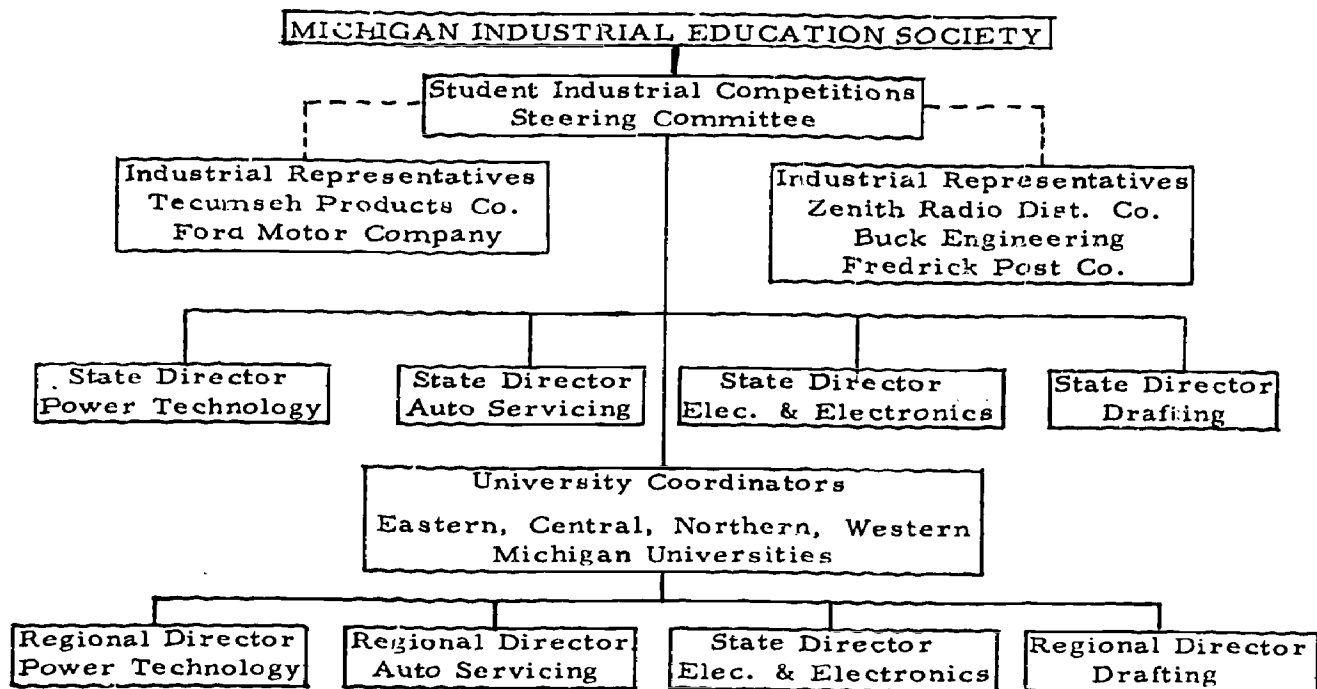 MICHIGAN INDUSTRIAL EDUCATION SOCIETY
Student Industrial Competitions
Steering Committee
Industrial Representatives
Tecumseh Products Co.
Ford Motor Company
Industrial Representatives
Zenith Radio Dist. Co.
Buck Engineering
Fredrick Post Co.
State Director
Power Technology
State Director
Auto Servicing
State Director
Elec. & Electronics
State Director
Drafting
University Coordinators
Eastern, Central, Northern, Western
Michigan Universities
Regional Director
Power Technology
Regional Director
Auto Servicing
State Director
Elec. & Electronics
Regional Director
Drafting